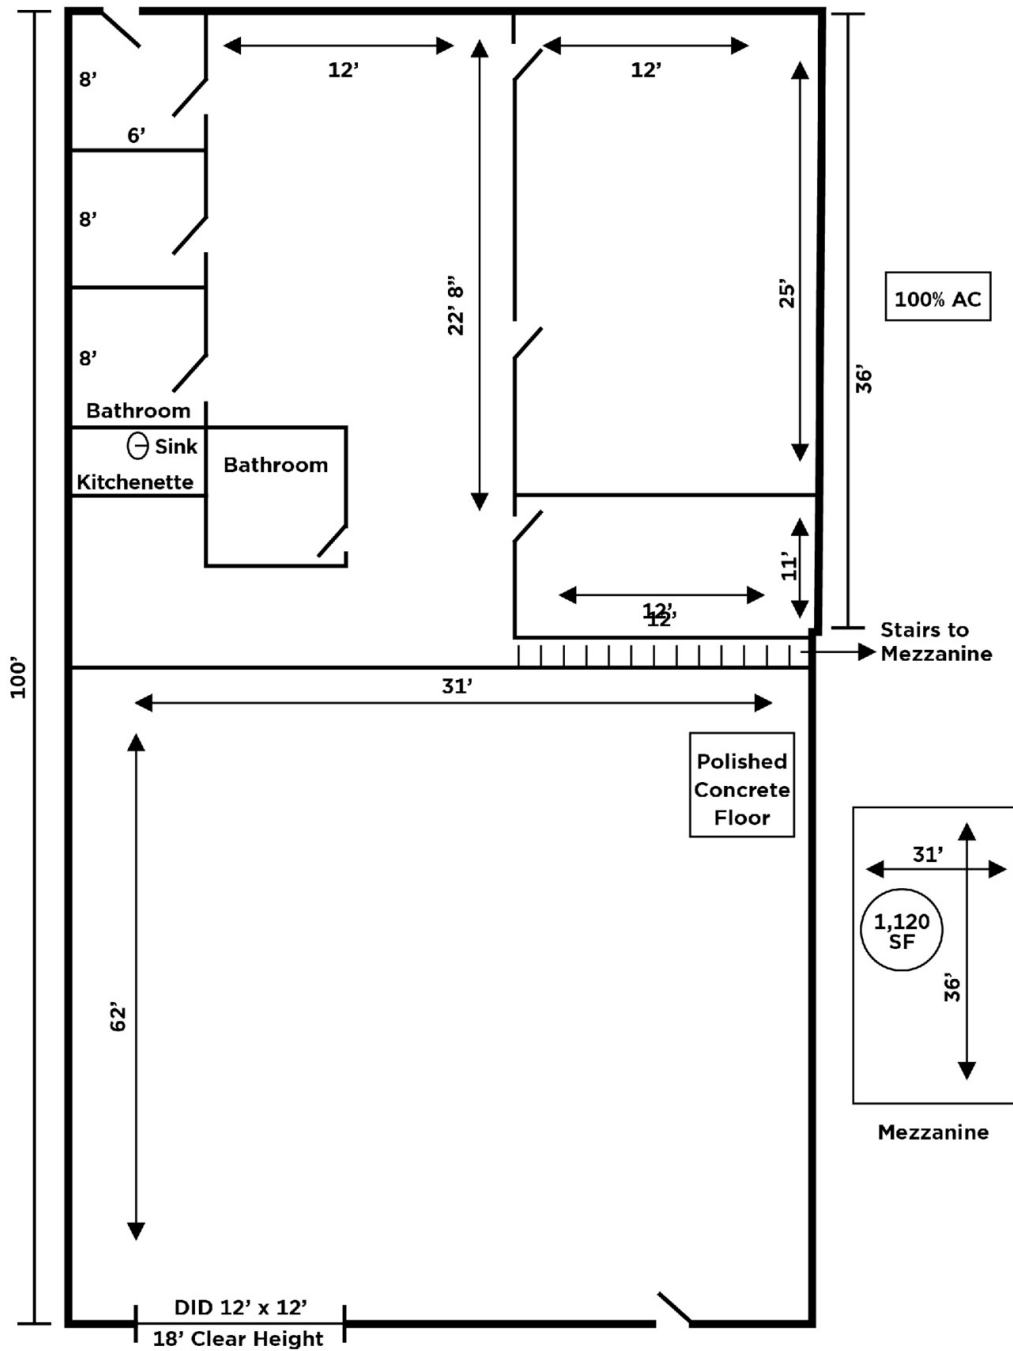 12’
12’
8’
6’
8’
22’ 8”
25’
100% AC
36’
8’
Bathroom
Sink
Bathroom
Kitchenette
11’
12’
12’
Stairs to
Mezzanine
100’
31’
Polished
Concrete
Floor
31’
1,120
SF
36’
62’
Mezzanine
DID 12’ x 12’
18’ Clear Height